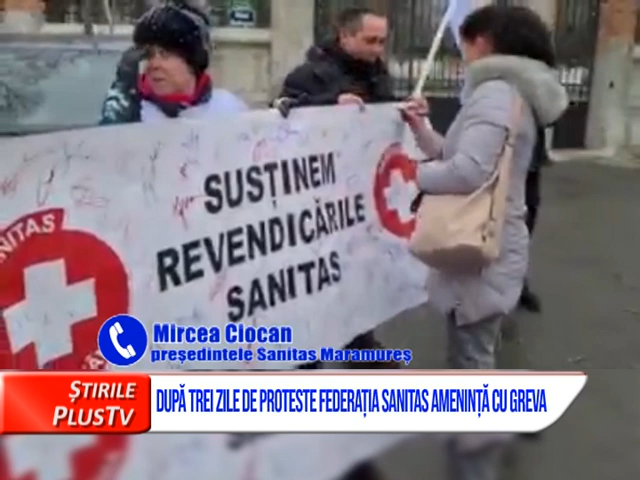 SUSȚINEM
REVENDICĂRILE
SANITAS
NITAS
Mircea Ciocan
președintele Sanitas Maramureș
ȘTIRILE
PLUSTV
DUPĂ TREI ZILE DE PROTESTE FEDERAȚIA SANITAS AMENINȚĂ CU GREVA